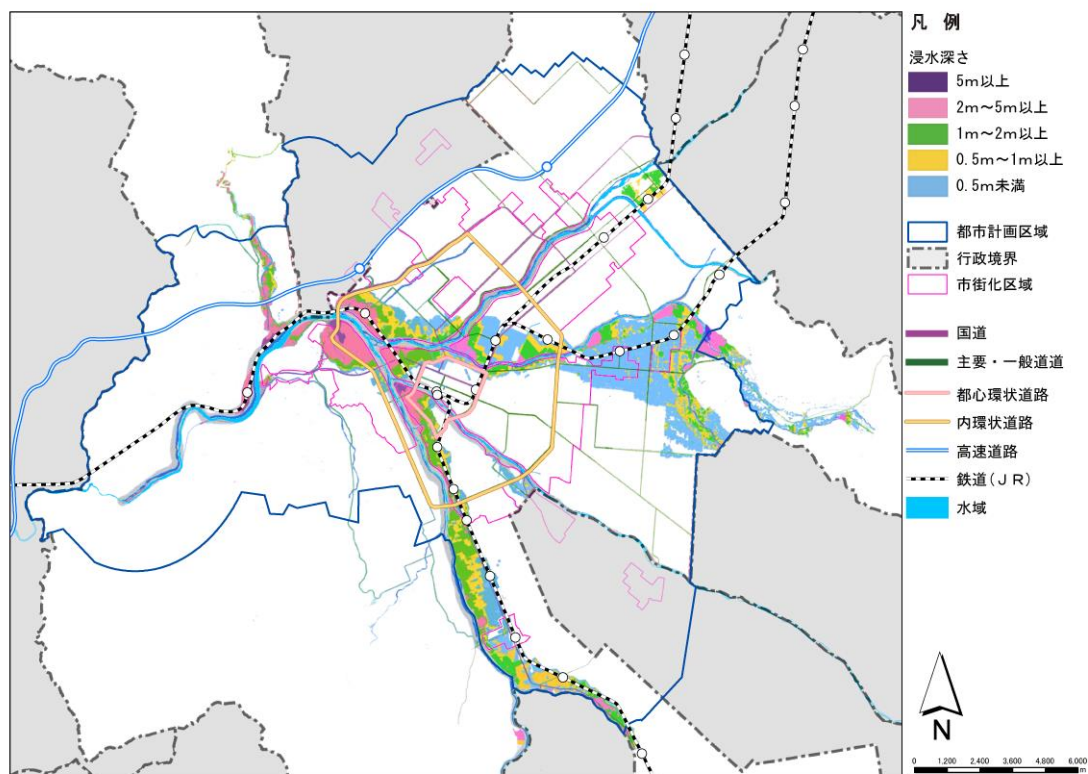 凡 例
浸水深さ
5m以上
2m~5m以上
1m~2m以上
0.5m~1m以上
0.5m未満
都市計画区域
行政境界
市街化区域
国道
主要・一般道道
都心環状道路
内環状道路
高速道路
鉄道(JR)
水域
N
0 1,200 2,400 3,600 4,800 6,000
m